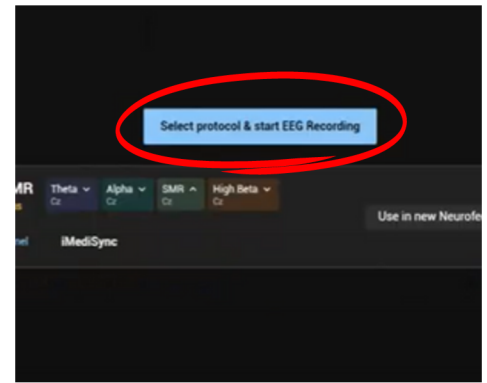 Select protocol & start EEG Recording
MR Theta ⌄ Alpha ⌄ SMR ^ High Beta ⌄
Cz Cz Cz Cz
Use in new Neurofe
nel iMediSync